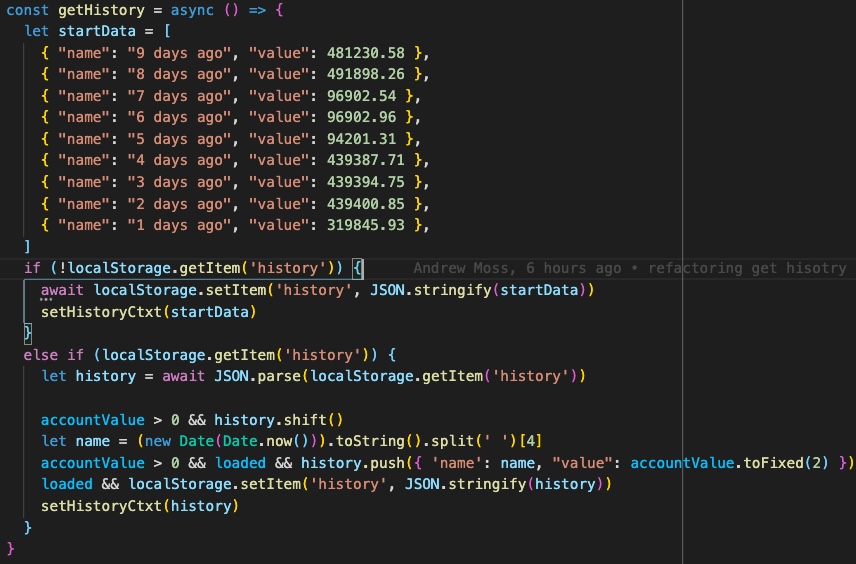 const getHistory = async () => {
let startData = [
{ "name": "9 days ago", "value": 481230.58 },
{ "name": "8 days ago", "value": 491898.26 },
{ "name": "7 days ago", "value": 96902.54 },
{ "name": "6 days ago", "value": 96902.96 },
{ "name": "5 days ago", "value": 94201.31 },
{ "name": "4 days ago", "value": 439387.71 },
{ "name": "3 days ago", "value": 439394.75 },
{ "name": "2 days ago", "value": 439400.85 },
{ "name": "1 days ago", "value": 319845.93 },
]
if (!localStorage.getItem('history')) { Andrew Moss, 6 hours ago • refactoring get hisotry
await localStorage.setItem('history', JSON.stringify(startData))
setHistoryCtxt(startData)
}
else if (localStorage.getItem('history')) {
let history = await JSON.parse(localStorage.getItem('history'))
accountValue > 0 && history.shift()
let name = (new Date(Date.now())).toString().split(' ')[4]
accountValue > 0 && loaded && history.push({ 'name': name, "value": accountValue.toFixed(2) })
loaded && localStorage.setItem('history', JSON.stringify(history))
setHistoryCtxt(history)
}
}